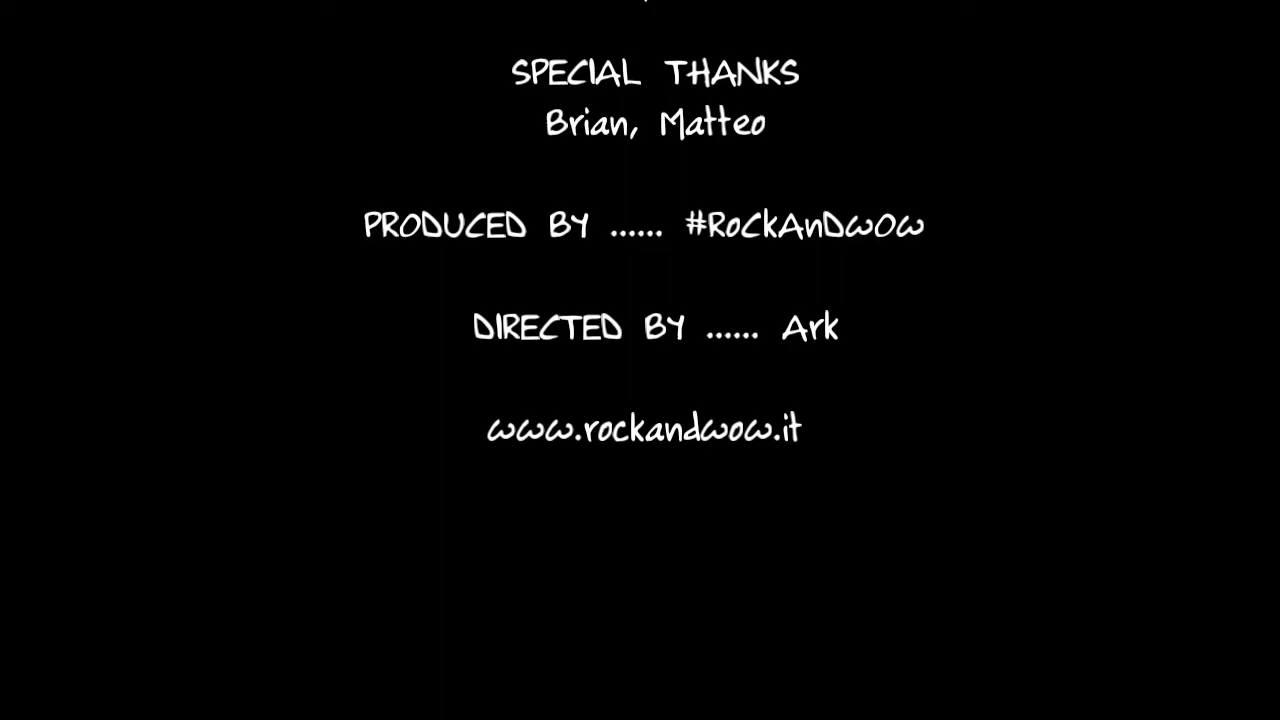 SPECIAL THANKS
Brian, Matteo
PRODUCED BY ...... #RoCkAnDwOw
DIRECTED BY ...... Ark
www.rockandwow.it